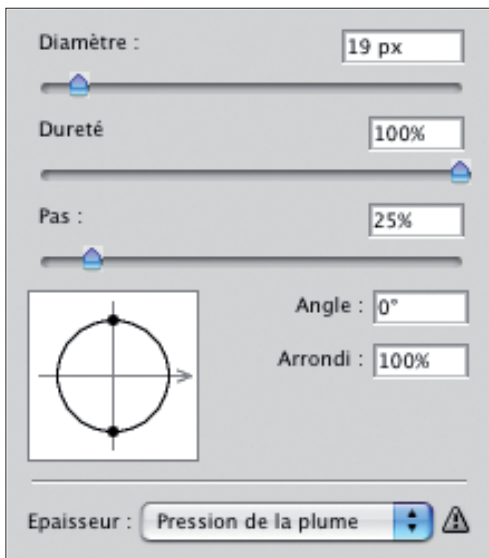 Diamètre : 19 px
Dureté 100%
Pas : 25%
Angle : 0°
Arrondi : 100%
Epaisseur : Pression de la plume